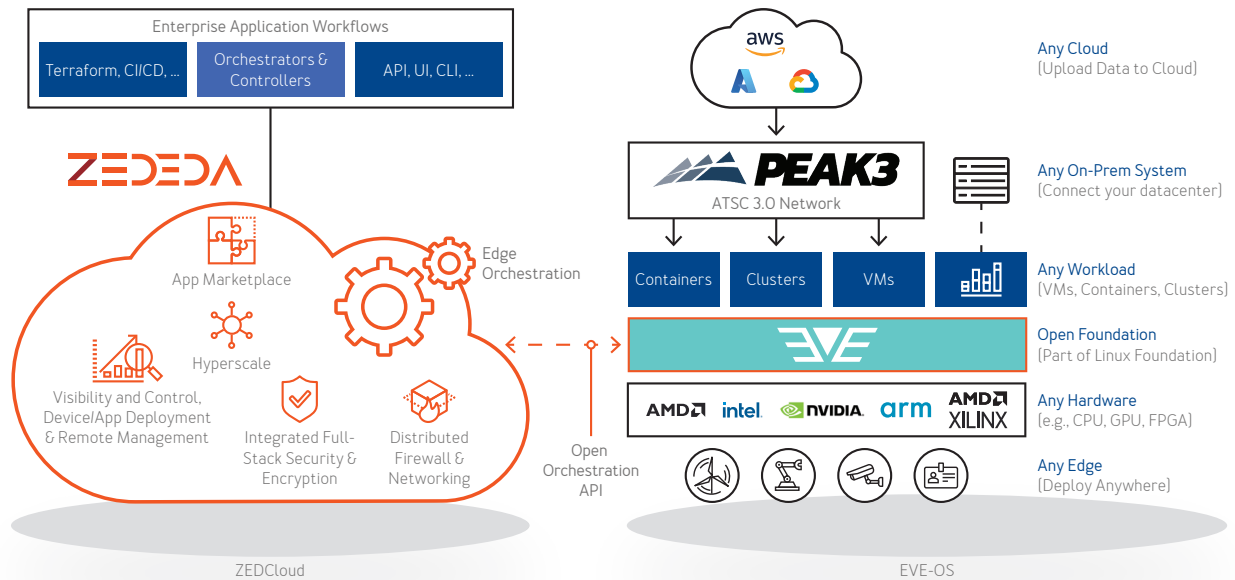 Enterprise Application Workflows
Terraform, CI/CD, ...
Orchestrators &
Controllers
API, UI, CLI, ...
ZEDEDA
App Marketplace
Edge
Orchestration
Hyperscale
Visibility and Control,
Device/App Deployment
& Remote Management
Integrated Full-
Stack Security &
Encryption
Distributed
Firewall &
Networking
Open
Orchestration
API
ZEDCloud
aws
Any Cloud
(Upload Data to Cloud)
PEAK3
ATSC 3.0 Network
Any On-Prem System
(Connect your datacenter)
Containers
Clusters
VMs
Any Workload
(VMs, Containers, Clusters)
EVE
Open Foundation
(Part of Linux Foundation)
AMD
intel.
NVIDIA.
arm
AMD
XILINX
Any Hardware
(e.g., CPU, GPU, FPGA)
Any Edge
(Deploy Anywhere)
EVE-OS